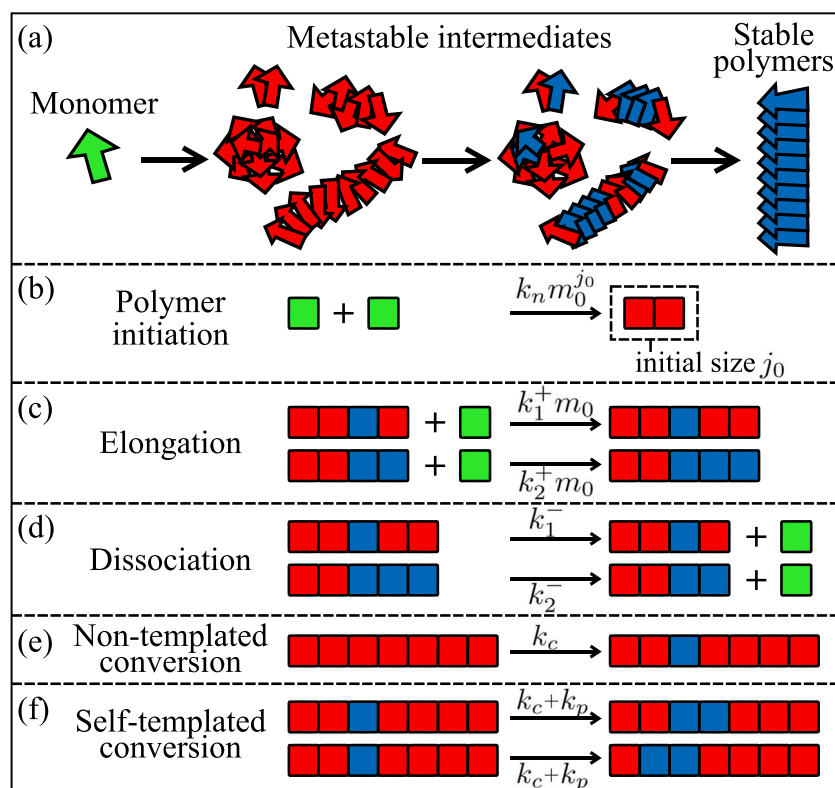 (a)
Metastable intermediates
Stable
polymers
Monomer
(b)
Polymer
initiation
+
k_n m_0^{j_0}
initial size j_0
(c)
Elongation
+
k_1^+ m_0
+
k_2^+ m_0
(d)
Dissociation
k_1^-
+
k_2^-
+
(e)
Non-templated
conversion
k_c
(f)
Self-templated
conversion
k_c+k_p
k_c+k_p